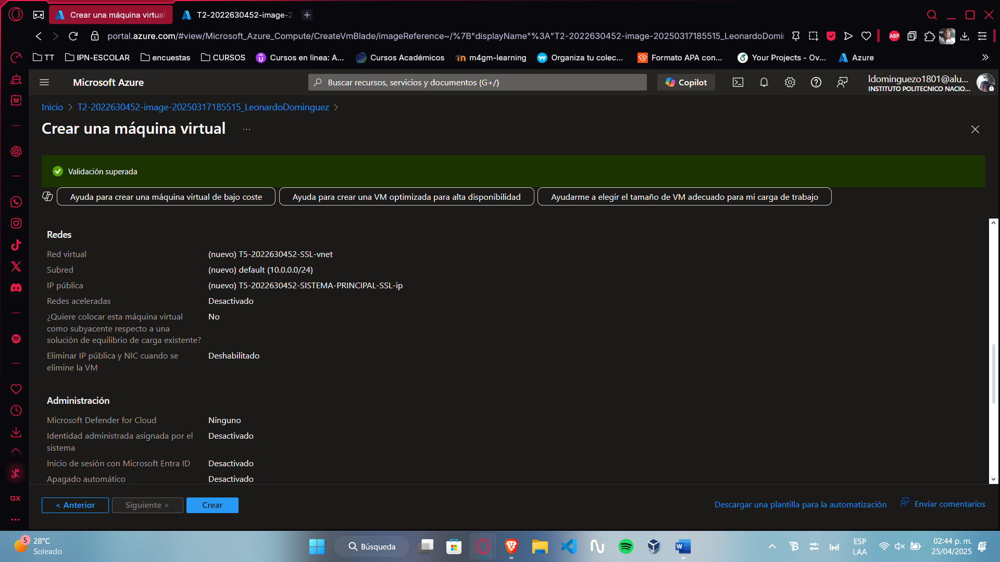 Crear una máquina virtual
T2-2022630452-image-2
portal.azure.com/#view/Microsoft_Azure_Compute/CreateVmBlade/imageReference~/%7B"displayName"%3A"T2-2022630452-image-20250317185515_LeonardoDomi
ABP
TT
IPN-ESCOLAR
encuestas
CURSOS
Cursos en línea: A...
Cursos Académicos
m4gm-learning
Organiza tu colec...
Formato APA con...
Your Projects - Ov...
Azure
Microsoft Azure
Buscar recursos, servicios y documentos (G+/)
Copilot
ldominguezo1801@alu...
INSTITUTO POLITECNICO NACIO...
Inicio > T2-2022630452-image-20250317185515_LeonardoDominguez >
Crear una máquina virtual ...
Validación superada
Ayuda para crear una máquina virtual de bajo coste
Ayuda para crear una VM optimizada para alta disponibilidad
Ayudarme a elegir el tamaño de VM adecuado para mi carga de trabajo
Redes
Red virtual (nuevo) T5-2022630452-SSL-vnet
Subred (nuevo) default (10.0.0.0/24)
IP pública (nuevo) T5-2022630452-SISTEMA-PRINCIPAL-SSL-ip
Redes aceleradas Desactivado
¿Quiere colocar esta máquina virtual No
como subyacente respecto a una
solución de equilibrio de carga existente?
Eliminar IP pública y NIC cuando se Deshabilitado
elimine la VM
Administración
Microsoft Defender for Cloud Ninguno
Identidad administrada asignada por el Desactivado
sistema
Inicio de sesión con Microsoft Entra ID Desactivado
Apagado automático Desactivado
< Anterior
Siguiente >
Crear
Descargar una plantilla para la automatización
Enviar comentarios
GX
5
28°C
Soleado
Búsqueda
ESP
LAA
02:44 p. m.
25/04/2025